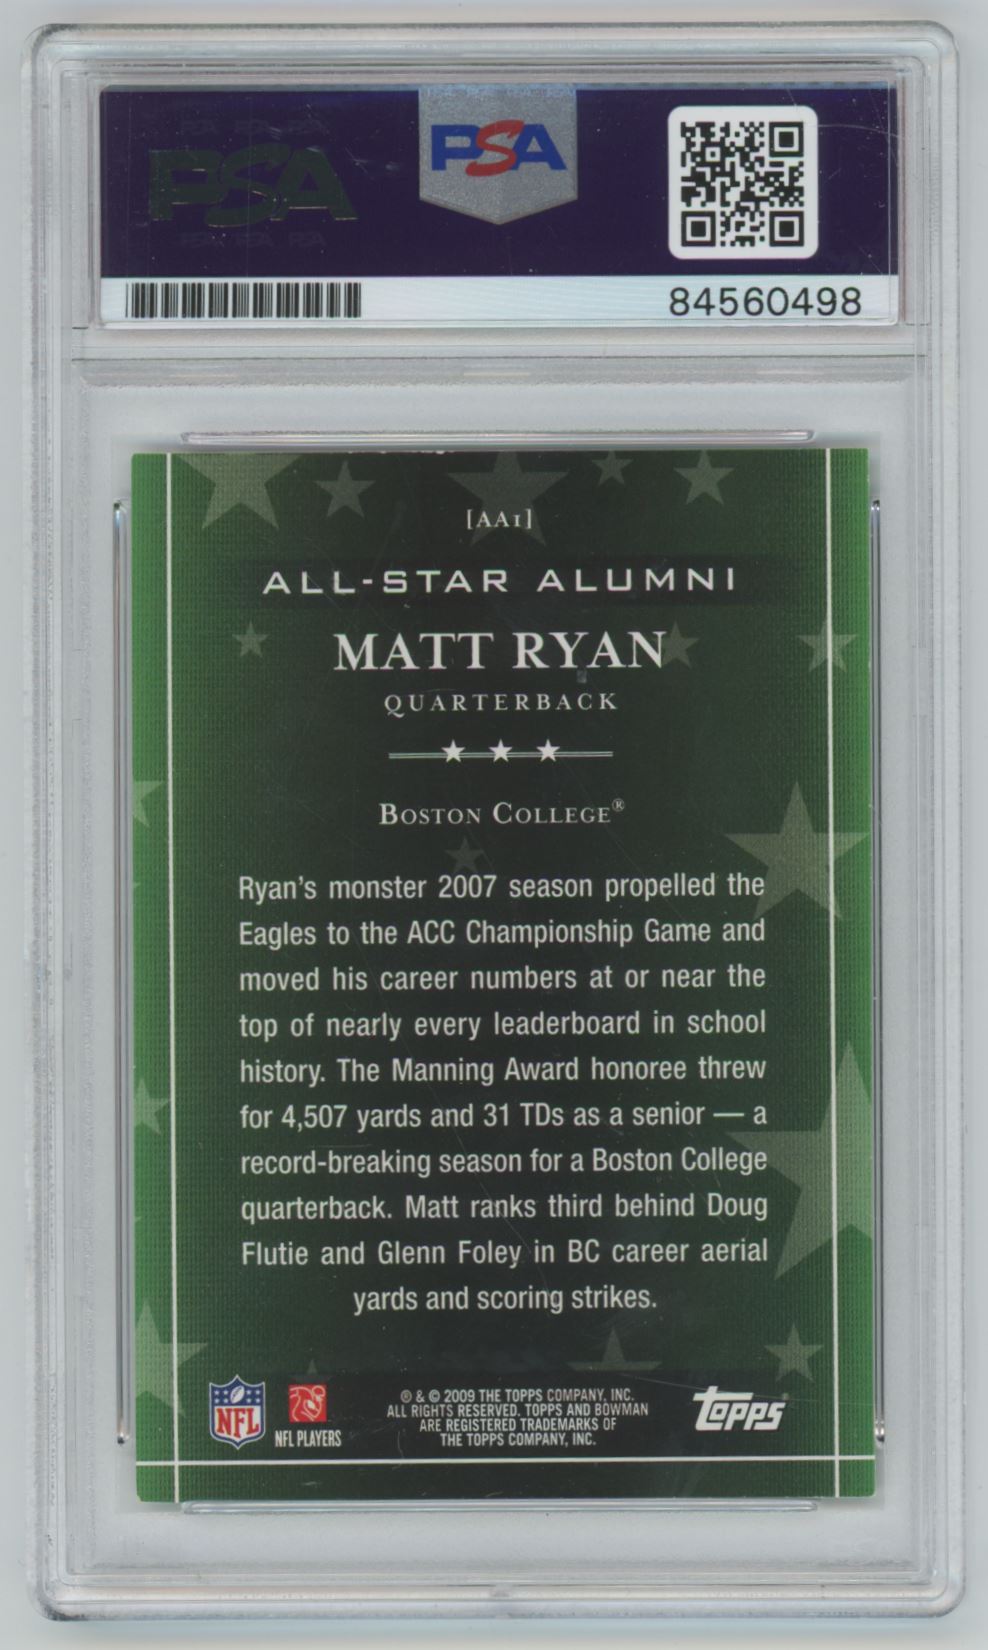 PSA
PSA
84560498
[AA1]
ALL-STAR ALUMNI
MATT RYAN
QUARTERBACK
BOSTON COLLEGE®
Ryan's monster 2007 season propelled the
Eagles to the ACC Championship Game and
moved his career numbers at or near the
top of nearly every leaderboard in school
history. The Manning Award honoree threw
for 4,507 yards and 31 TDs as a senior — a
record-breaking season for a Boston College
quarterback. Matt ranks third behind Doug
Flutie and Glenn Foley in BC career aerial
yards and scoring strikes.
NFL
NFL PLAYERS
® & © 2009 THE TOPPS COMPANY, INC.
ALL RIGHTS RESERVED. TOPPS AND BOWMAN
ARE REGISTERED TRADEMARKS OF
THE TOPPS COMPANY, INC.
Topps